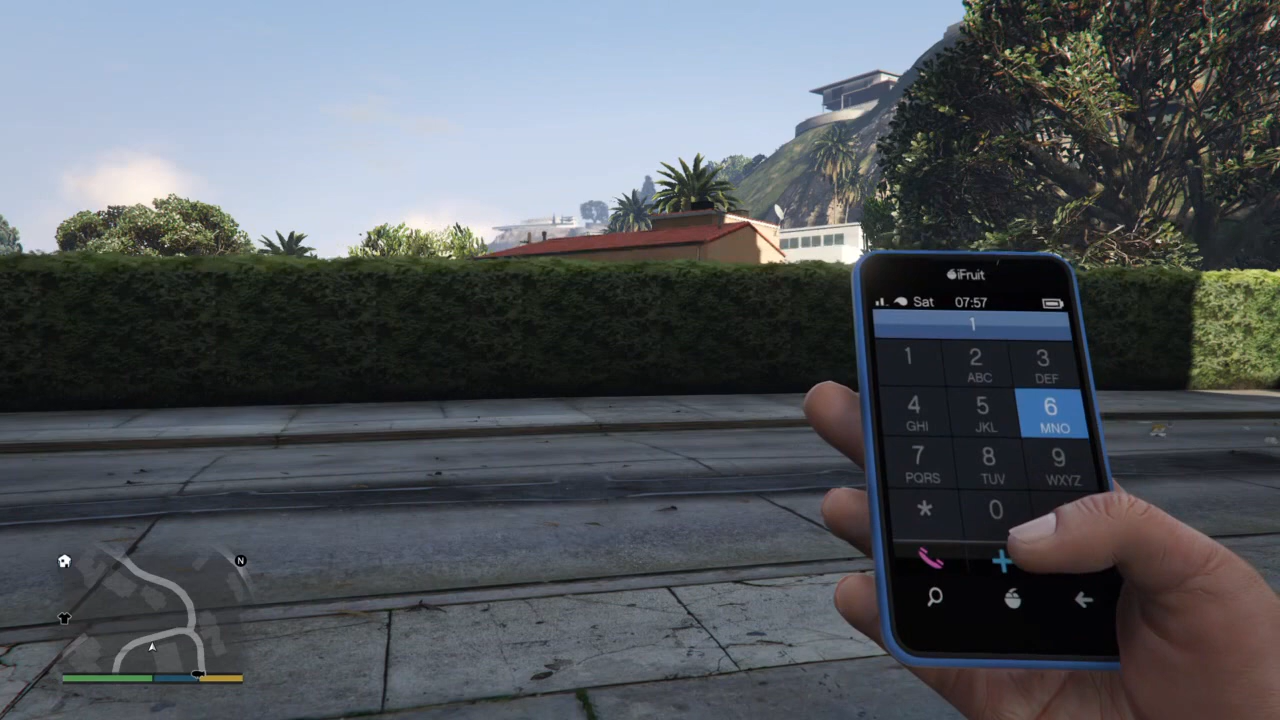 iFruit
Sat 07:57
1
1 2 3
ABC DEF
4 5 6
GHI JKL MNO
7 8 9
PQRS TUV WXYZ
* 0
N